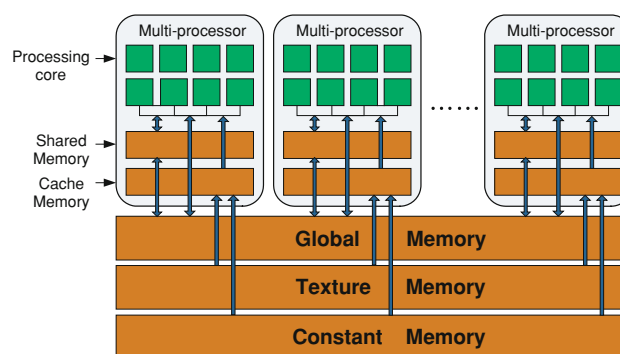 Multi-processor
Multi-processor
Multi-processor
Processing
core
......
Shared
Memory
Cache
Memory
Global Memory
Texture Memory
Constant Memory